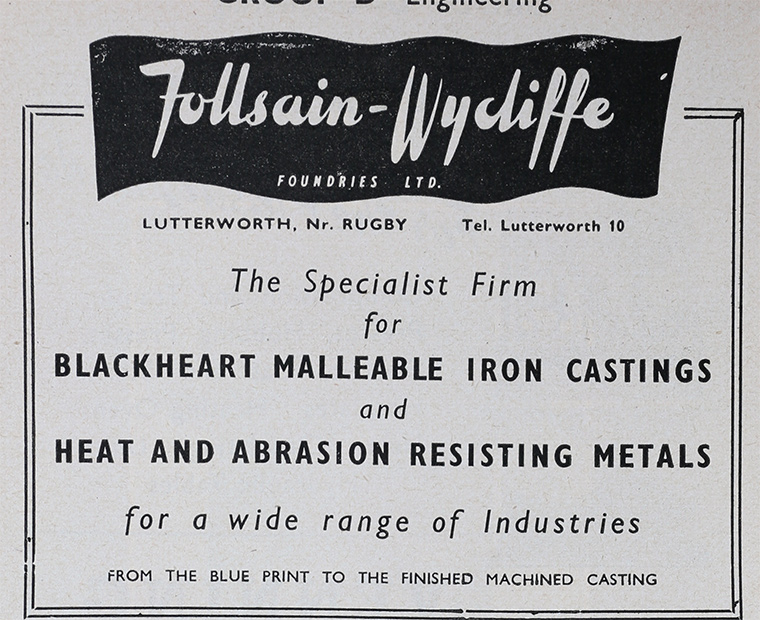 GROUP D Engineering
Follsain-Wycliffe
FOUNDRIES LTD.
LUTTERWORTH, Nr. RUGBY Tel. Lutterworth 10
The Specialist Firm
for
BLACKHEART MALLEABLE IRON CASTINGS
and
HEAT AND ABRASION RESISTING METALS
for a wide range of Industries
FROM THE BLUE PRINT TO THE FINISHED MACHINED CASTING